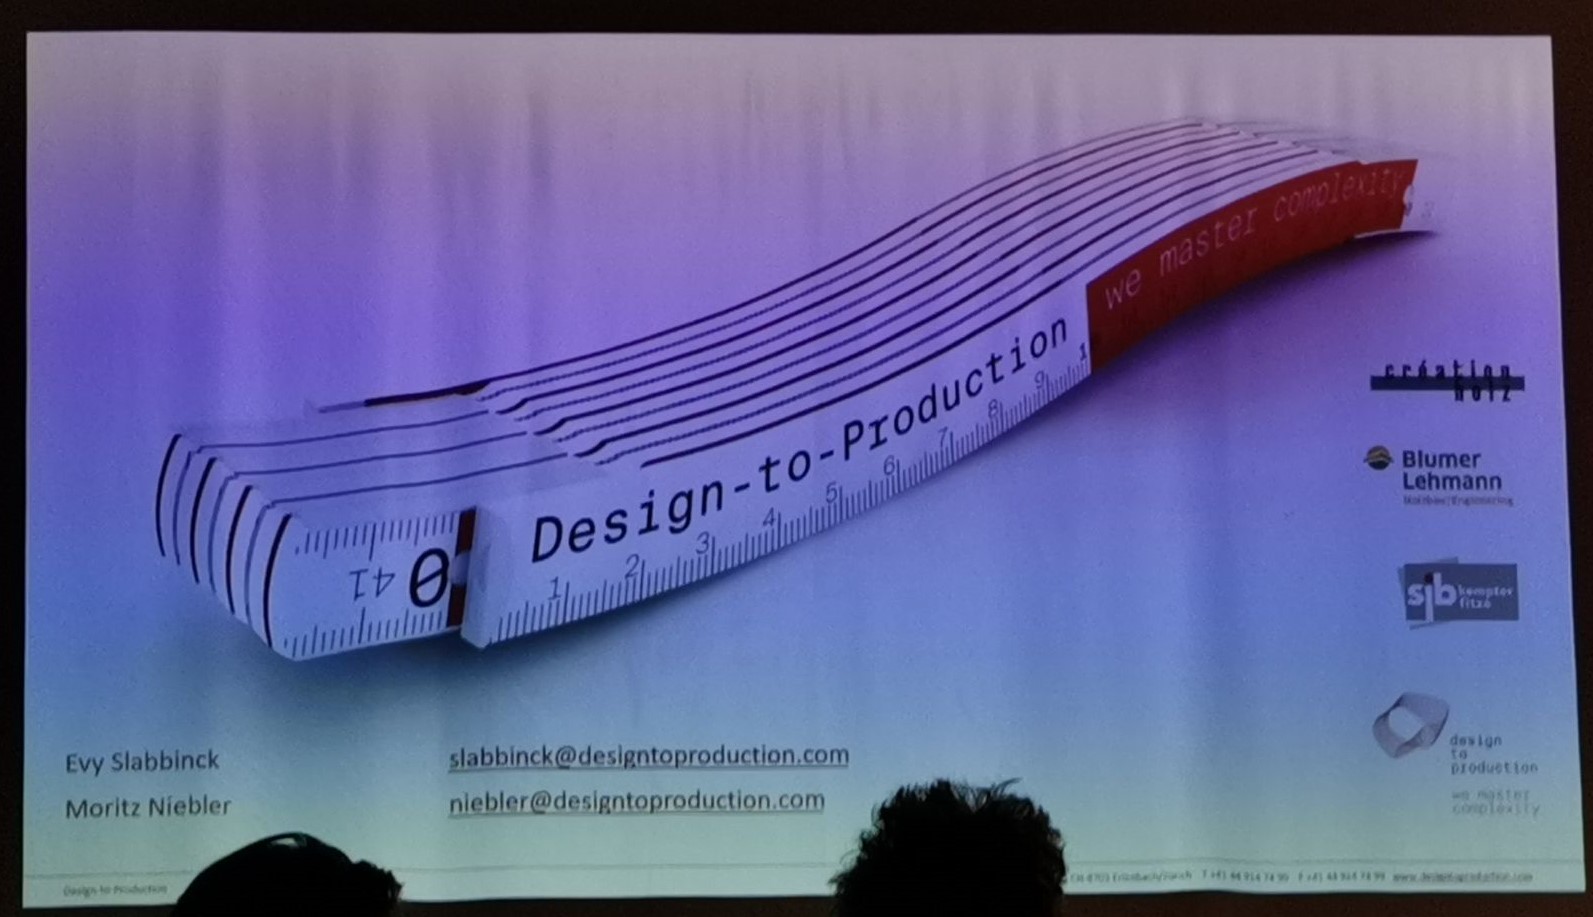 we master complexity
Design-to-Production
1 2 3 4 5 6 7 8 9 1
41 0
création
holz
Blumer
Lehmann
sjb kempter
fitze
design
to
production
we master
complexity
Evy Slabbinck slabbinck@designtoproduction.com
Moritz Niebler niebler@designtoproduction.com
Design-to-Production
CH-8703 Erlenbach/Zürich T +41 44 914 74 90 F +41 44 914 74 99 www.designtoproduction.com